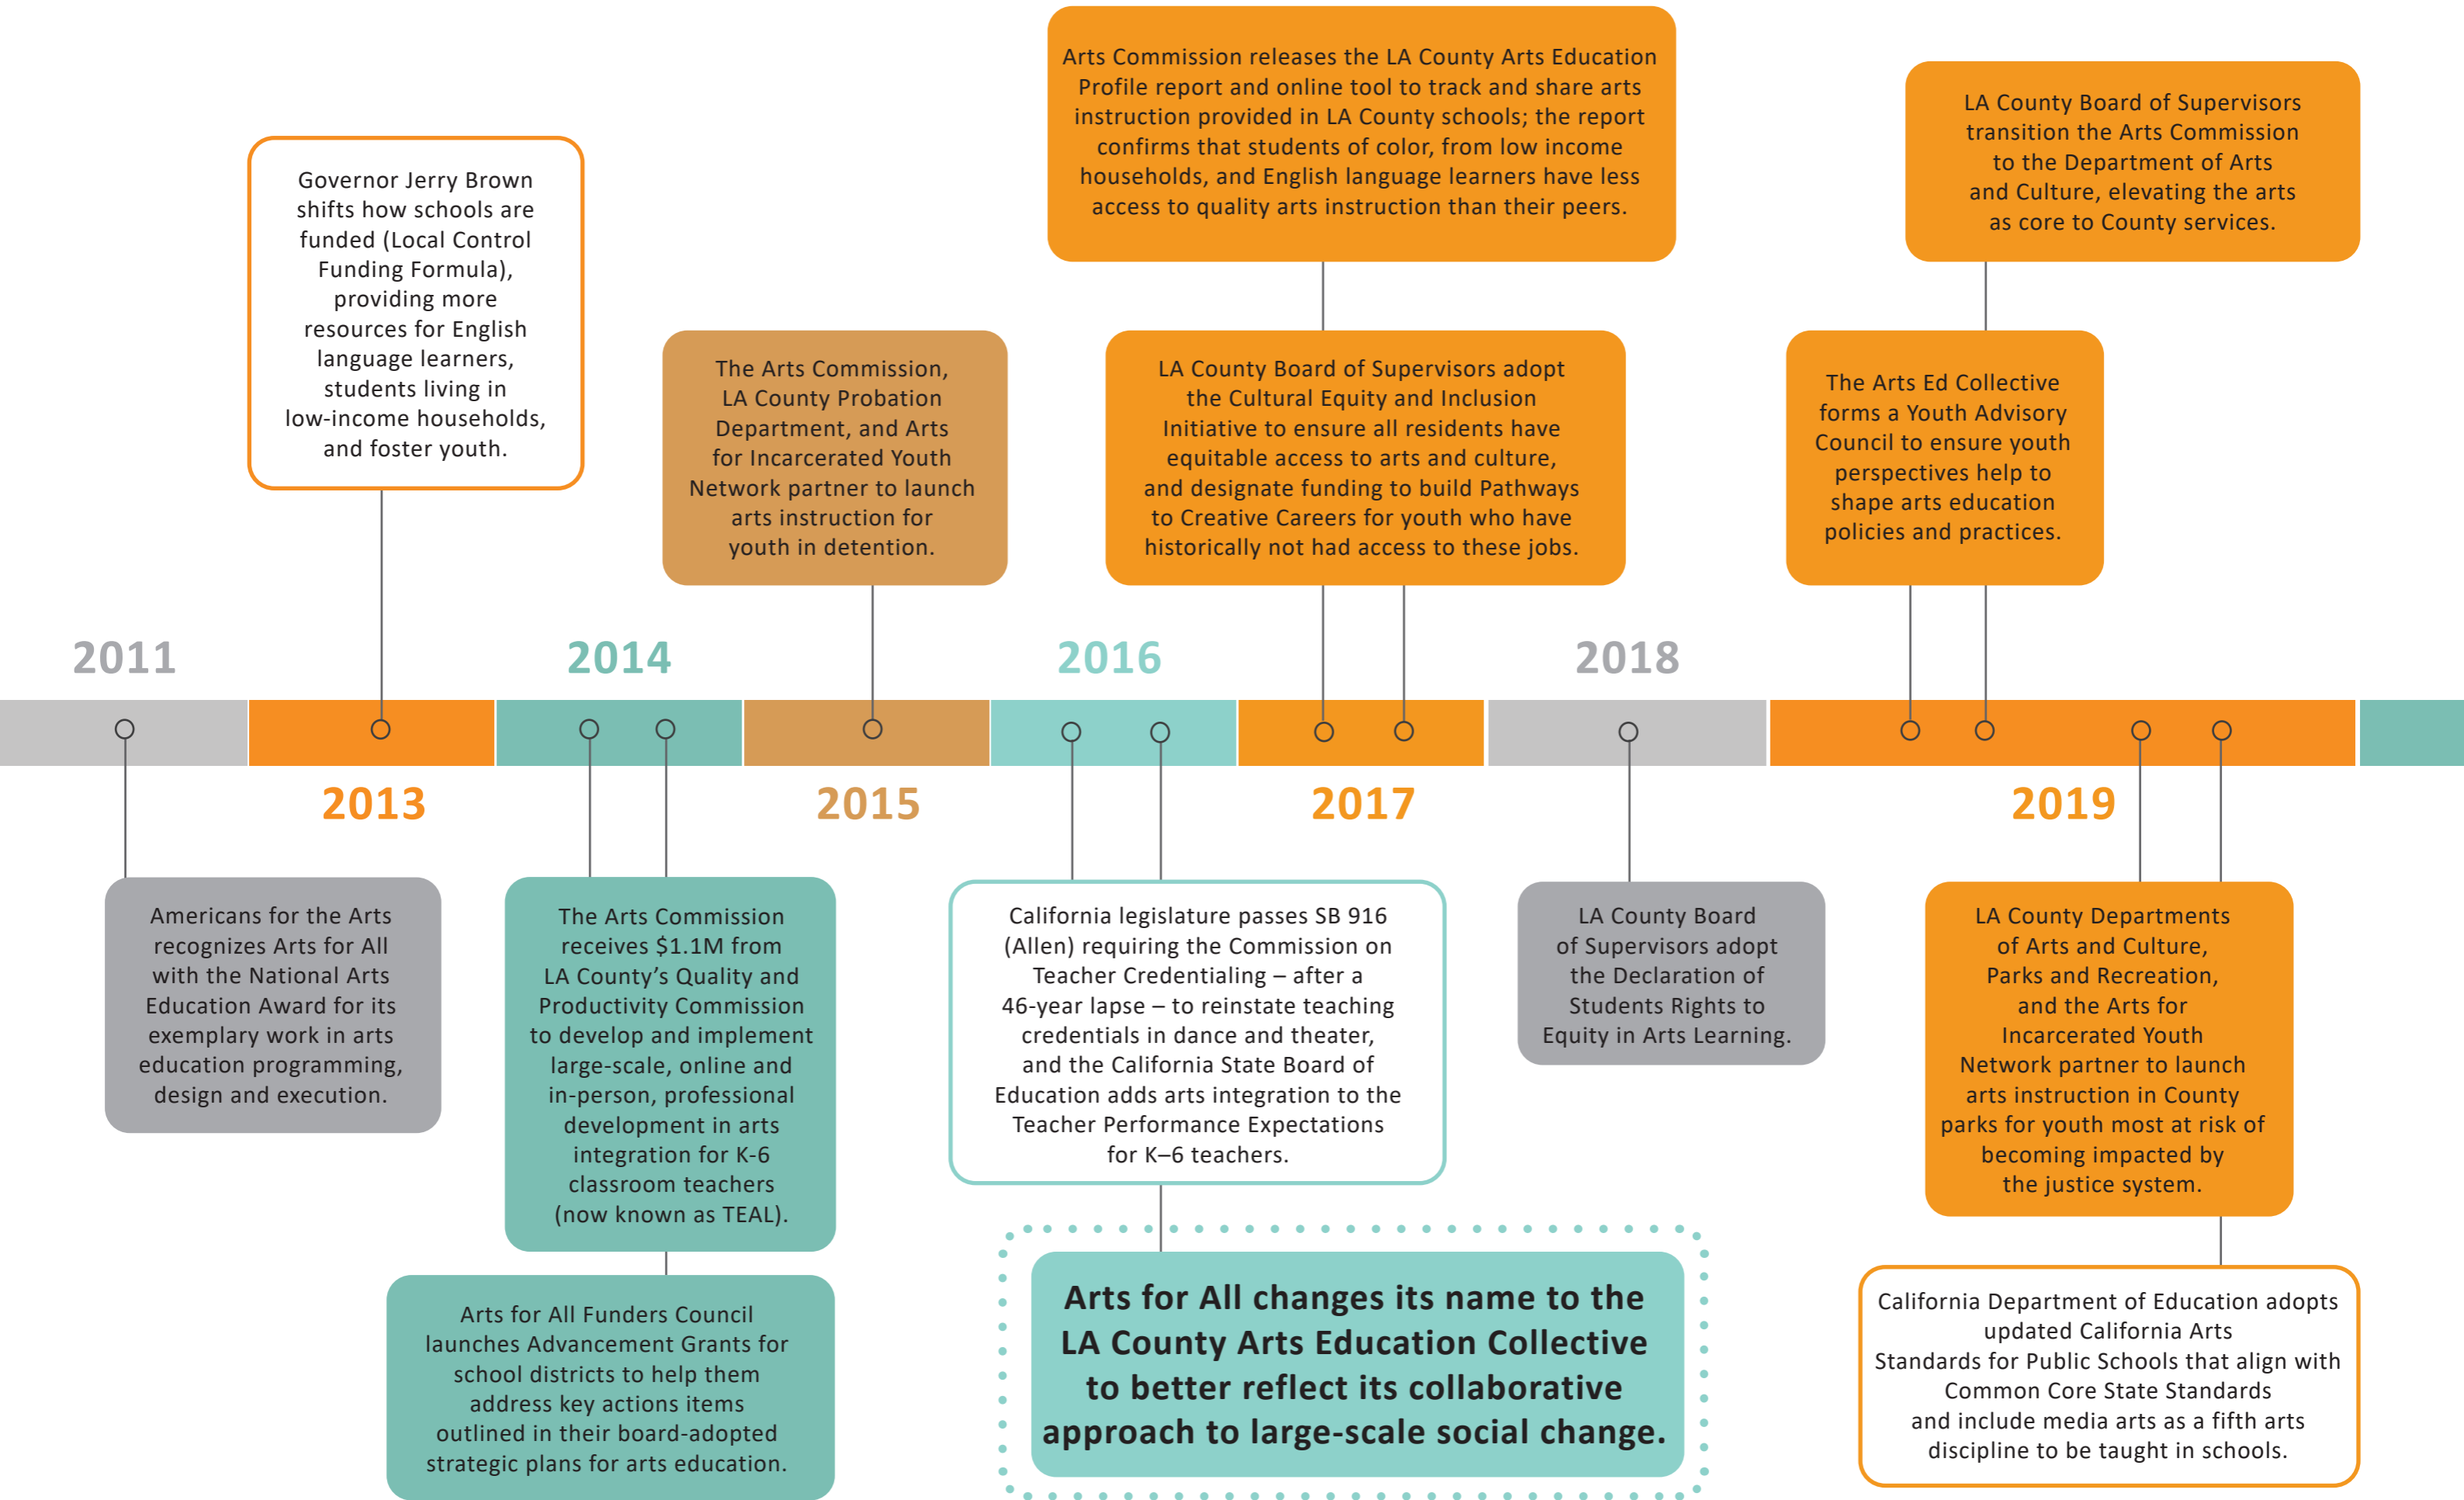 Arts Commission releases the LA County Arts Education
Profile report and online tool to track and share arts
instruction provided in LA County schools; the report
confirms that students of color, from low income
households, and English language learners have less
access to quality arts instruction than their peers.
LA County Board of Supervisors
transition the Arts Commission
to the Department of Arts
and Culture, elevating the arts
as core to County services.
Governor Jerry Brown
shifts how schools are
funded (Local Control
Funding Formula),
providing more
resources for English
language learners,
students living in
low-income households,
and foster youth.
The Arts Commission,
LA County Probation
Department, and Arts
for Incarcerated Youth
Network partner to launch
arts instruction for
youth in detention.
LA County Board of Supervisors adopt
the Cultural Equity and Inclusion
Initiative to ensure all residents have
equitable access to arts and culture,
and designate funding to build Pathways
to Creative Careers for youth who have
historically not had access to these jobs.
The Arts Ed Collective
forms a Youth Advisory
Council to ensure youth
perspectives help to
shape arts education
policies and practices.
2011
2014
2016
2018
2013
2015
2017
2019
Americans for the Arts
recognizes Arts for All
with the National Arts
Education Award for its
exemplary work in arts
education programming,
design and execution.
The Arts Commission
receives $1.1M from
LA County’s Quality and
Productivity Commission
to develop and implement
large-scale, online and
in-person, professional
development in arts
integration for K-6
classroom teachers
(now known as TEAL).
Arts for All Funders Council
launches Advancement Grants for
school districts to help them
address key actions items
outlined in their board-adopted
strategic plans for arts education.
California legislature passes SB 916
(Allen) requiring the Commission on
Teacher Credentialing – after a
46-year lapse – to reinstate teaching
credentials in dance and theater,
and the California State Board of
Education adds arts integration to the
Teacher Performance Expectations
for K–6 teachers.
Arts for All changes its name to the
LA County Arts Education Collective
to better reflect its collaborative
approach to large-scale social change.
LA County Board
of Supervisors adopt
the Declaration of
Students Rights to
Equity in Arts Learning.
LA County Departments
of Arts and Culture,
Parks and Recreation,
and the Arts for
Incarcerated Youth
Network partner to launch
arts instruction in County
parks for youth most at risk of
becoming impacted by
the justice system.
California Department of Education adopts
updated California Arts
Standards for Public Schools that align with
Common Core State Standards
and include media arts as a fifth arts
discipline to be taught in schools.